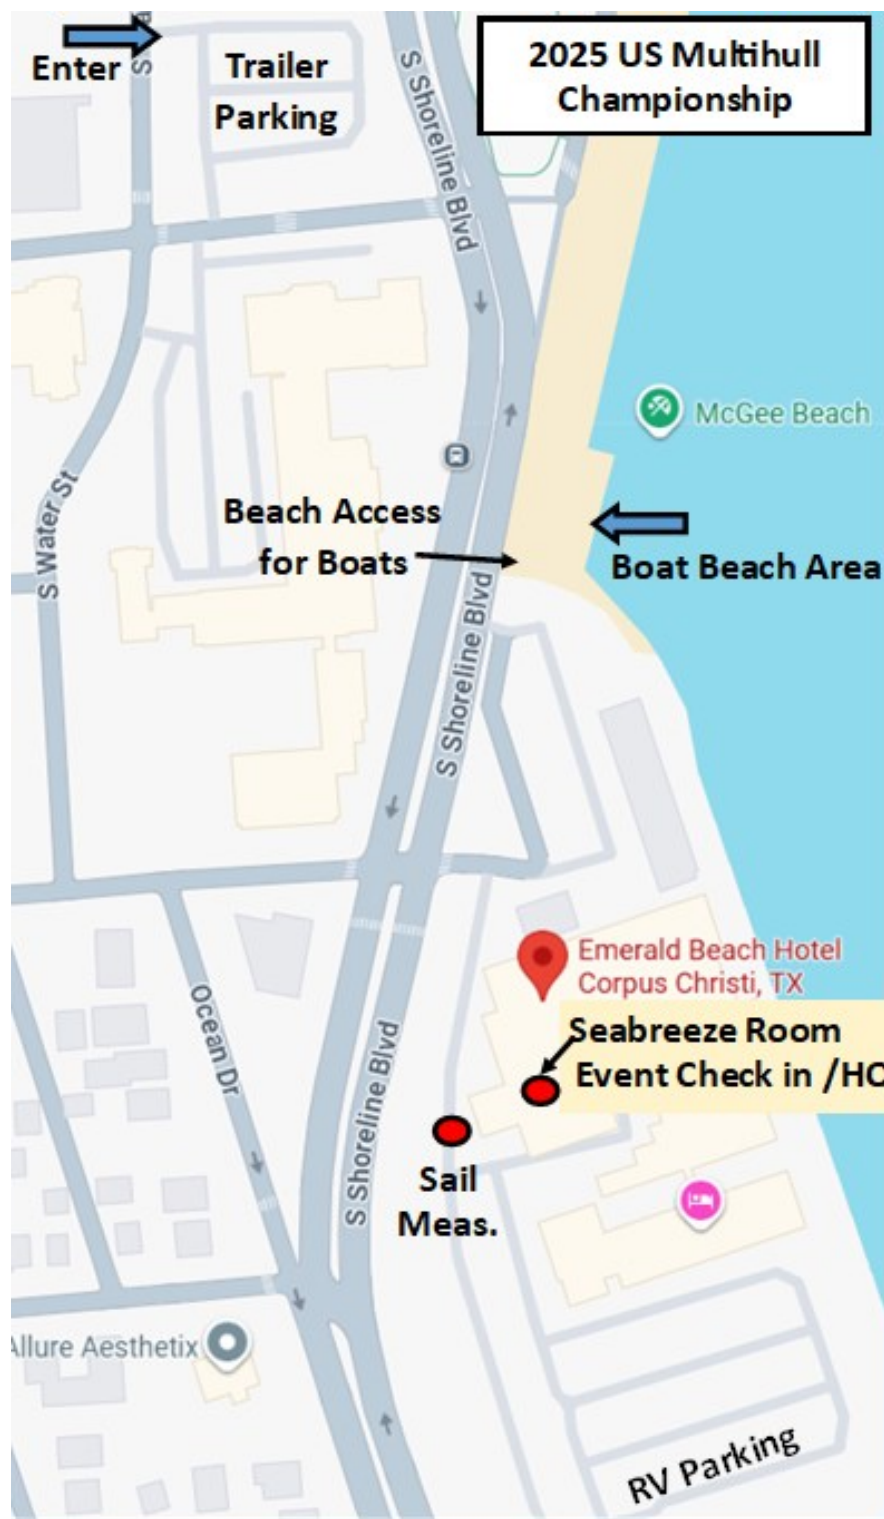 2025 US Multihull
Championship
Enter
Trailer
Parking
S Shoreline Blvd
McGee Beach
S Water St
Beach Access
for Boats
Boat Beach Area
S Shoreline Blvd
Emerald Beach Hotel
Corpus Christi, TX
Seabreeze Room
Event Check in /HO
Ocean Dr
S Shoreline Blvd
Sail
Meas.
Allure Aesthetix
RV Parking